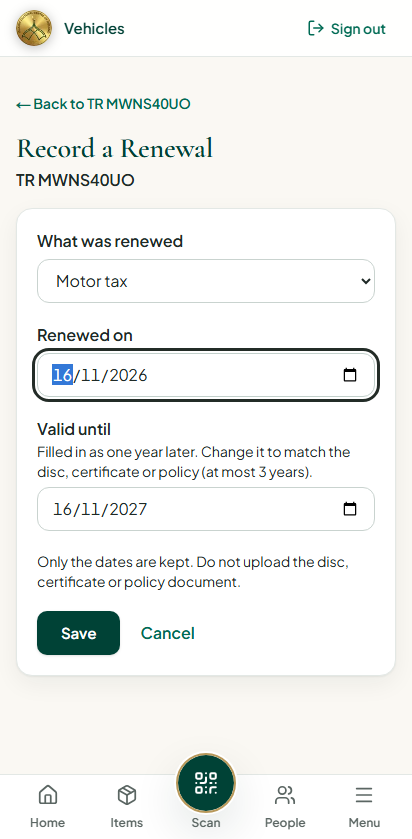 Vehicles
Sign out
← Back to TR MWNS40UO
Record a Renewal
TR MWNS40UO
What was renewed
Motor tax
Renewed on
16/11/2026
Valid until
Filled in as one year later. Change it to match the
disc, certificate or policy (at most 3 years).
16/11/2027
Only the dates are kept. Do not upload the disc,
certificate or policy document.
Save
Cancel
Home
Items
Scan
People
Menu